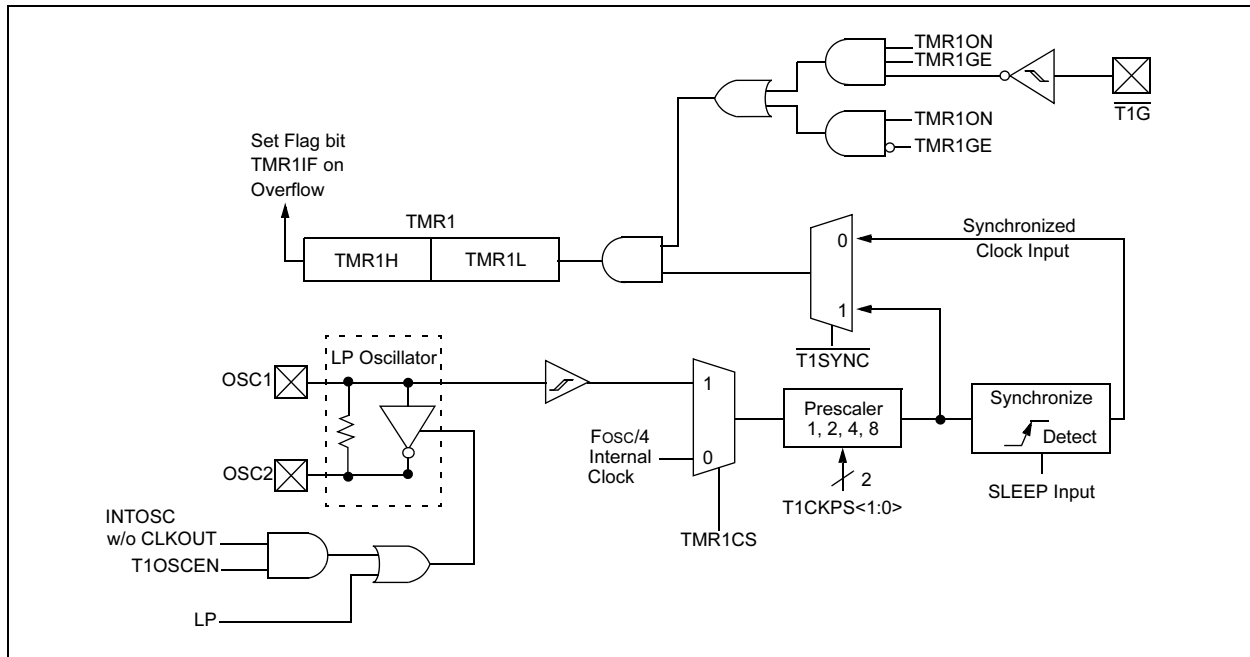 TMR1ON
TMR1GE
T1G
TMR1ON
TMR1GE
Set Flag bit
TMR1IF on
Overflow
TMR1
TMR1H
TMR1L
0
1
T1SYNC
Synchronized
Clock Input
LP Oscillator
OSC1
OSC2
1
0
FOSC/4
Internal
Clock
TMR1CS
Prescaler
1, 2, 4, 8
2
T1CKPS<1:0>
Synchronize
Detect
SLEEP Input
INTOSC
w/o CLKOUT
T1OSCEN
LP